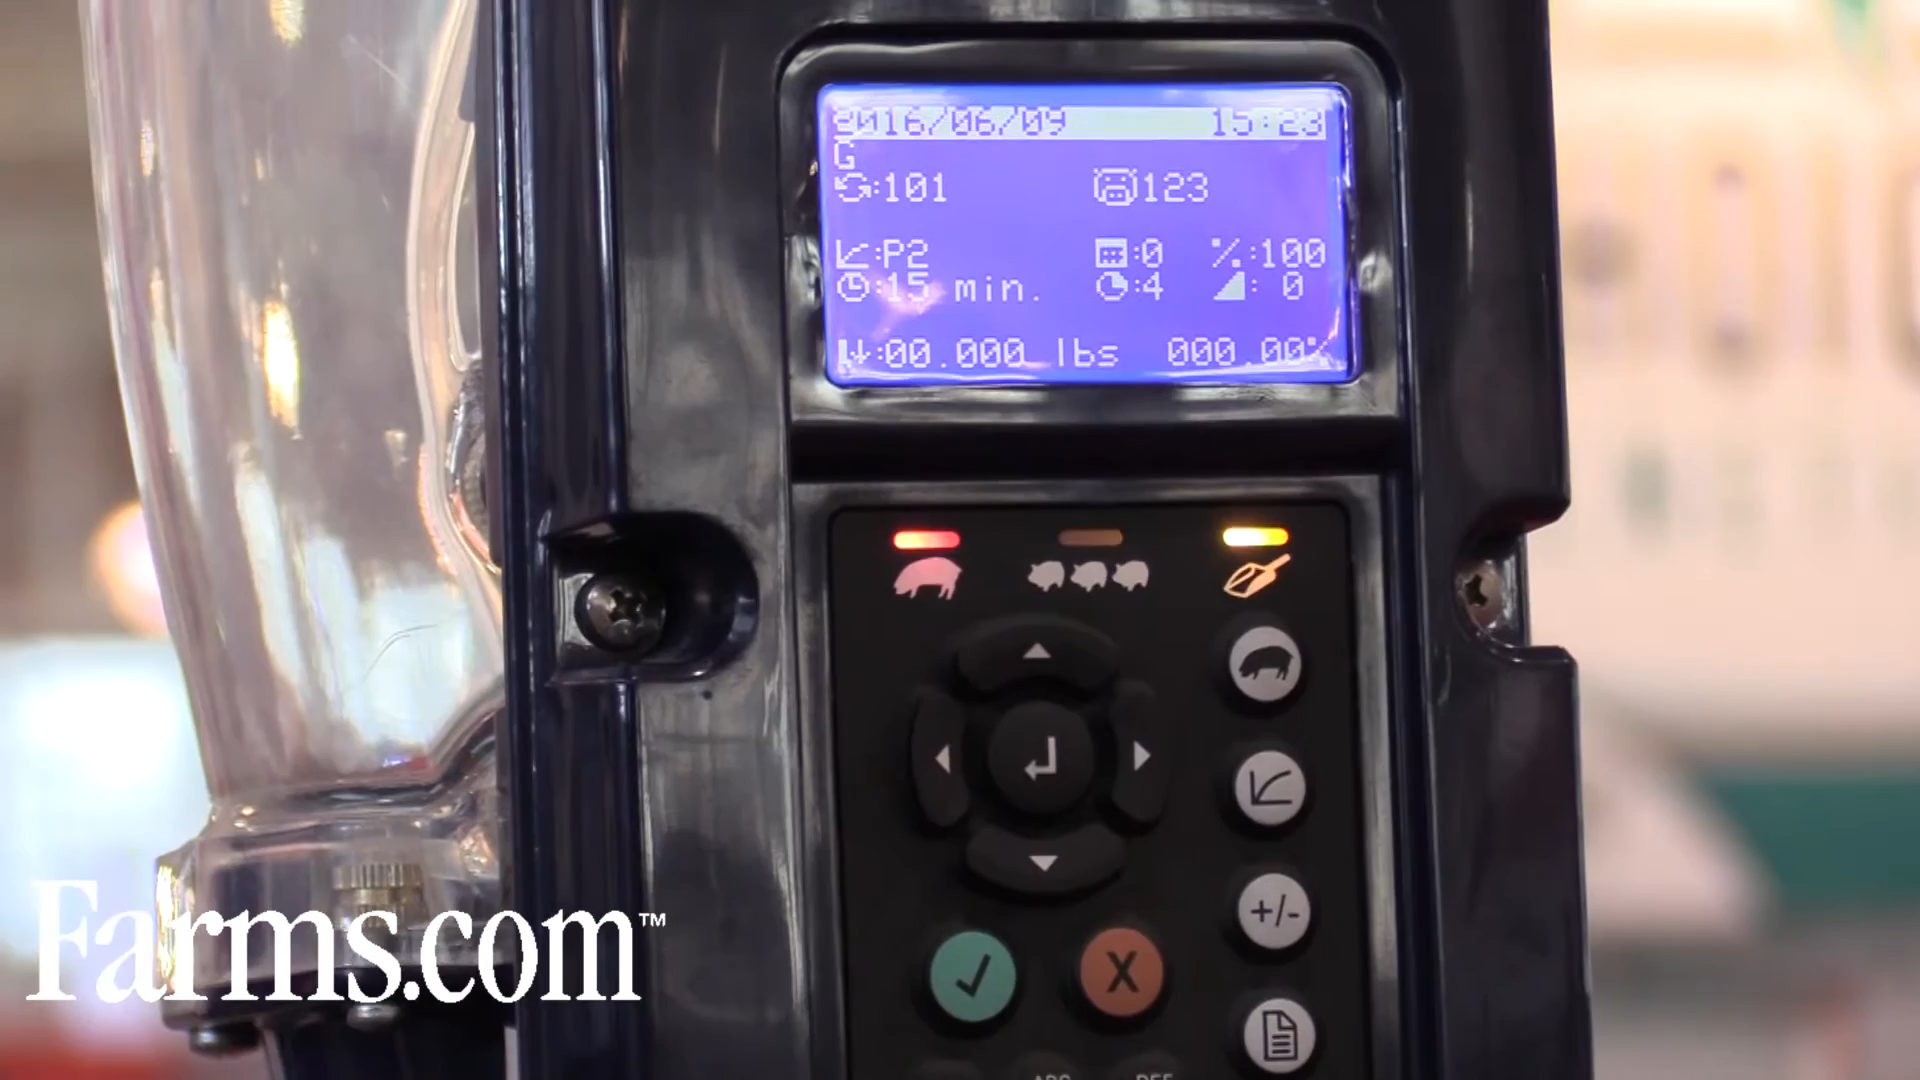 2016/06/09 15:23
G
:101 123
:P2 :0 %:100
:15 min. :4 : 0
:00.000 lbs 000.00%
+/-
X
Farms.com™